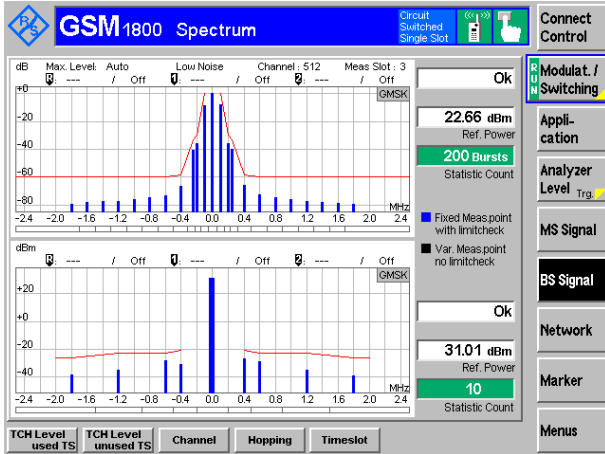 R&S
GSM 1800 Spectrum
Circuit
Switched
Single Slot
Connect
Control
dB Max. Level: Auto Low Noise Channel : 512 Meas Slot : 3
--- / Off --- / Off --- / Off
GMSK
+0
-20
-40
-60
-80
MHz
-2.4 -2.0 -1.6 -1.2 -0.8 -0.4 0.0 0.4 0.8 1.2 1.6 2.0 2.4
Ok
22.66 dBm
Ref. Power
200 Bursts
Statistic Count
Fixed Meas.point
with limitcheck
Var. Meas.point
no limitcheck
dBm
--- / Off --- / Off --- / Off
GMSK
+20
+0
-20
-40
MHz
-2.4 -2.0 -1.6 -1.2 -0.8 -0.4 0.0 0.4 0.8 1.2 1.6 2.0 2.4
Ok
31.01 dBm
Ref. Power
10
Statistic Count
RUN
Modulat. /
Switching
Appli-
cation
Analyzer
Level Trg.
MS Signal
BS Signal
Network
Marker
Menus
TCH Level
used TS
TCH Level
unused TS
Channel
Hopping
Timeslot